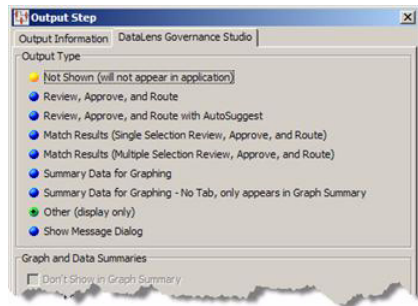 Output Step
Output Information
DataLens Governance Studio
Output Type
Not Shown (will not appear in application)
Review, Approve, and Route
Review, Approve, and Route with AutoSuggest
Match Results (Single Selection Review, Approve, and Route)
Match Results (Multiple Selection Review, Approve, and Route)
Summary Data for Graphing
Summary Data for Graphing - No Tab, only appears in Graph Summary
Other (display only)
Show Message Dialog
Graph and Data Summaries
Don't Show in Graph Summary